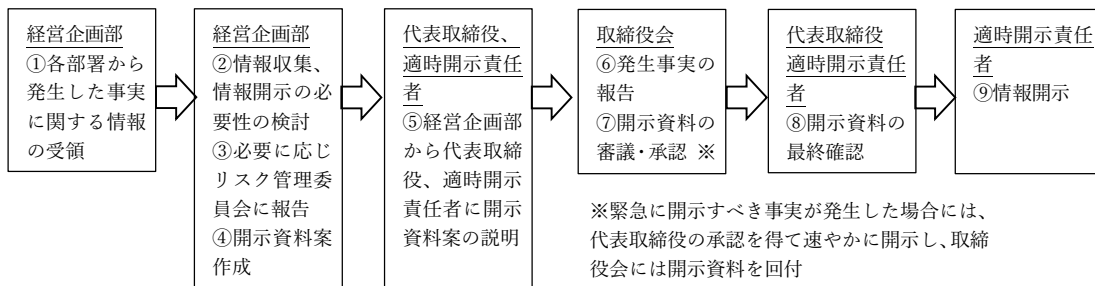 経営企画部
①各部署から
発生した事実
に関する情報
の受領
経営企画部
②情報収集、
情報開示の必
要性の検討
③必要に応じ
リスク管理委
員会に報告
④開示資料案
作成
代表取締役、
適時開示責任
者
⑤経営企画部
から代表取締
役、適時開示
責任者に開示
資料案の説明
取締役会
⑥発生事実の
報告
⑦開示資料の
審議・承認 ※
代表取締役
適時開示責任
者
⑧開示資料の
最終確認
適時開示責任
者
⑨情報開示
※緊急に開示すべき事実が発生した場合には、
代表取締役の承認を得て速やかに開示し、取締
役会には開示資料を回付